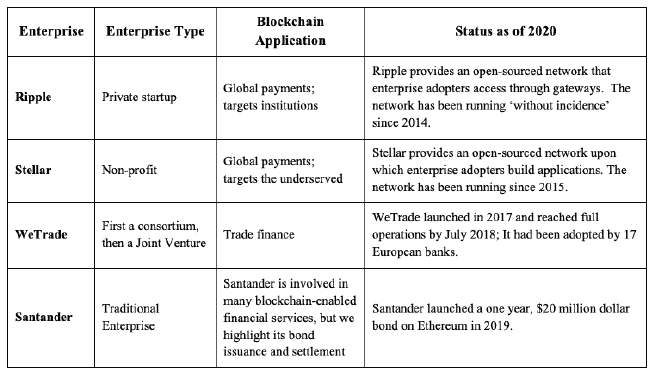 Enterprise
Enterprise Type
Blockchain
Application
Status as of 2020
Ripple
Private startup
Global payments;
targets institutions
Ripple provides an open-sourced network that
enterprise adopters access through gateways. The
network has been running ‘without incidence’
since 2014.
Stellar
Non-profit
Global payments;
targets the underserved
Stellar provides an open-sourced network upon
which enterprise adopters build applications. The
network has been running since 2015.
WeTrade
First a consortium,
then a Joint Venture
Trade finance
WeTrade launched in 2017 and reached full
operations by July 2018; It had been adopted by 17
European banks.
Santander
Traditional
Enterprise
Santander is involved in
many blockchain-enabled
financial services, but we
highlight its bond
issuance and settlement
Santander launched a one year, $20 million dollar
bond on Ethereum in 2019.